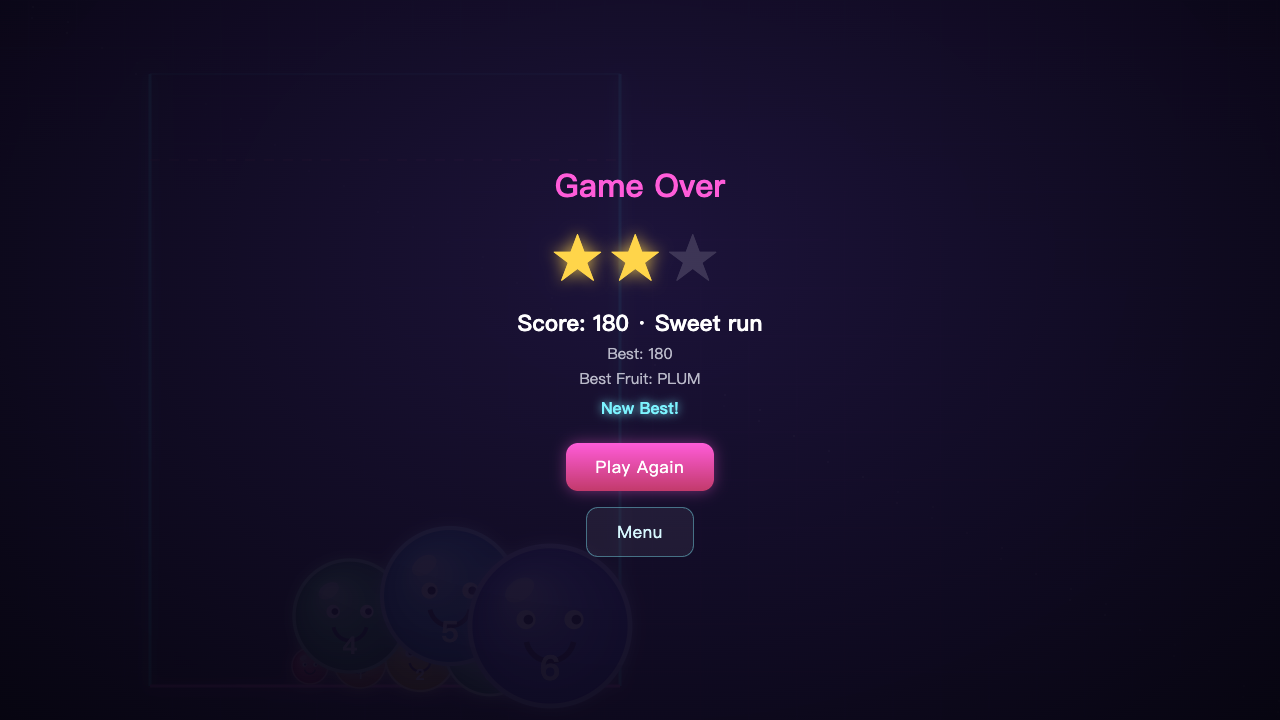 Game Over
Score: 180 · Sweet run
Best: 180
Best Fruit: PLUM
New Best!
Play Again
Menu
4
5
6